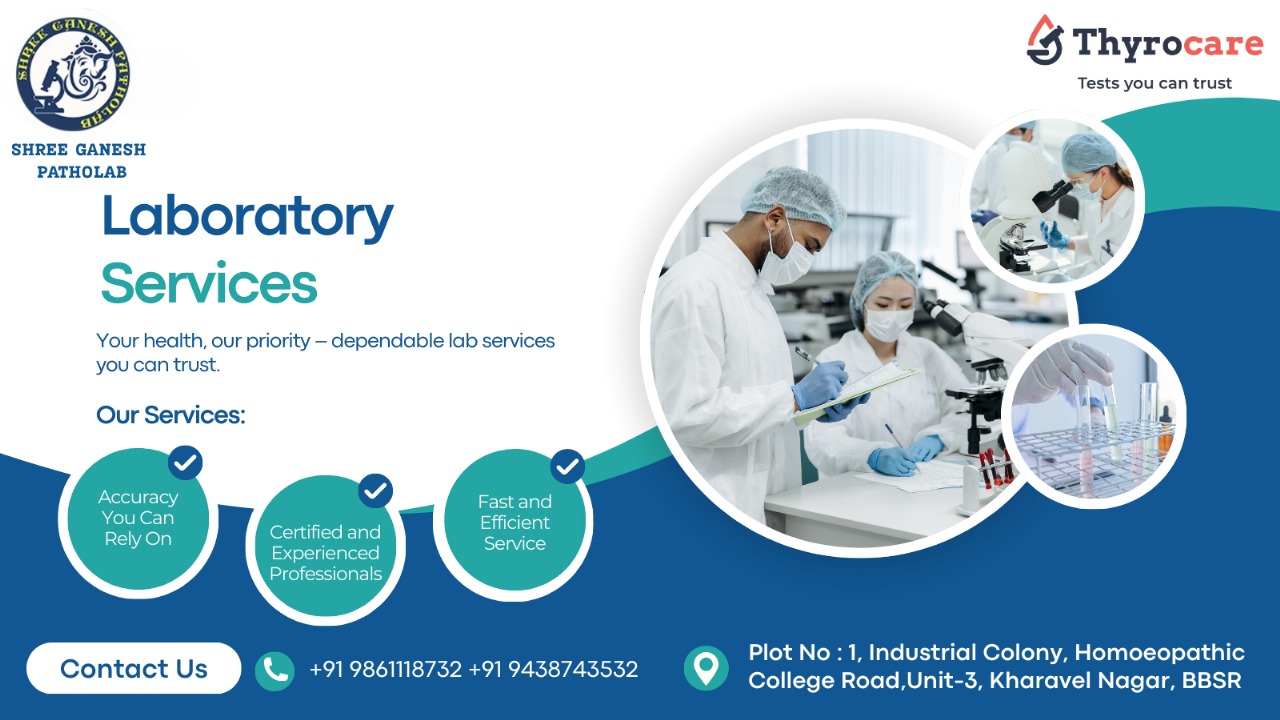 SHREE GANESH PATHOLAB
SHREE GANESH
PATHOLAB
Thyrocare
Tests you can trust
Laboratory
Services
Your health, our priority – dependable lab services
you can trust.
Our Services:
Accuracy
You Can
Rely On
Certified and
Experienced
Professionals
Fast and
Efficient
Service
Contact Us
+91 9861118732 +91 9438743532
Plot No : 1, Industrial Colony, Homoeopathic
College Road,Unit-3, Kharavel Nagar, BBSR